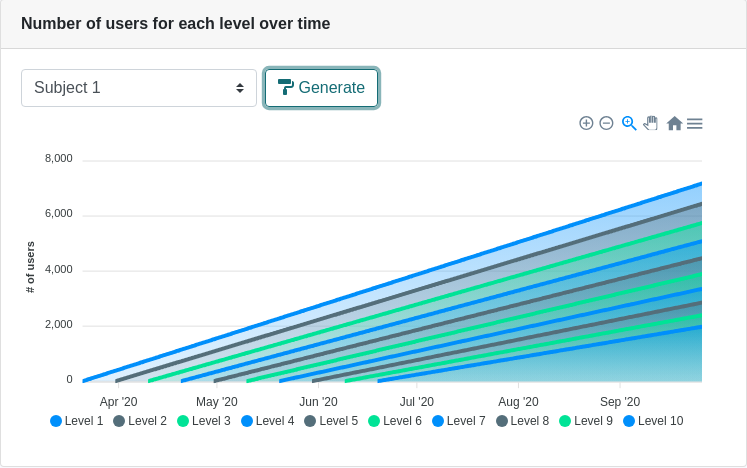 Number of users for each level over time
Subject 1
Generate
8,000
6,000
4,000
2,000
0
# of users
Apr '20 May '20 Jun '20 Jul '20 Aug '20 Sep '20
Level 1 Level 2 Level 3 Level 4 Level 5 Level 6 Level 7 Level 8 Level 9 Level 10